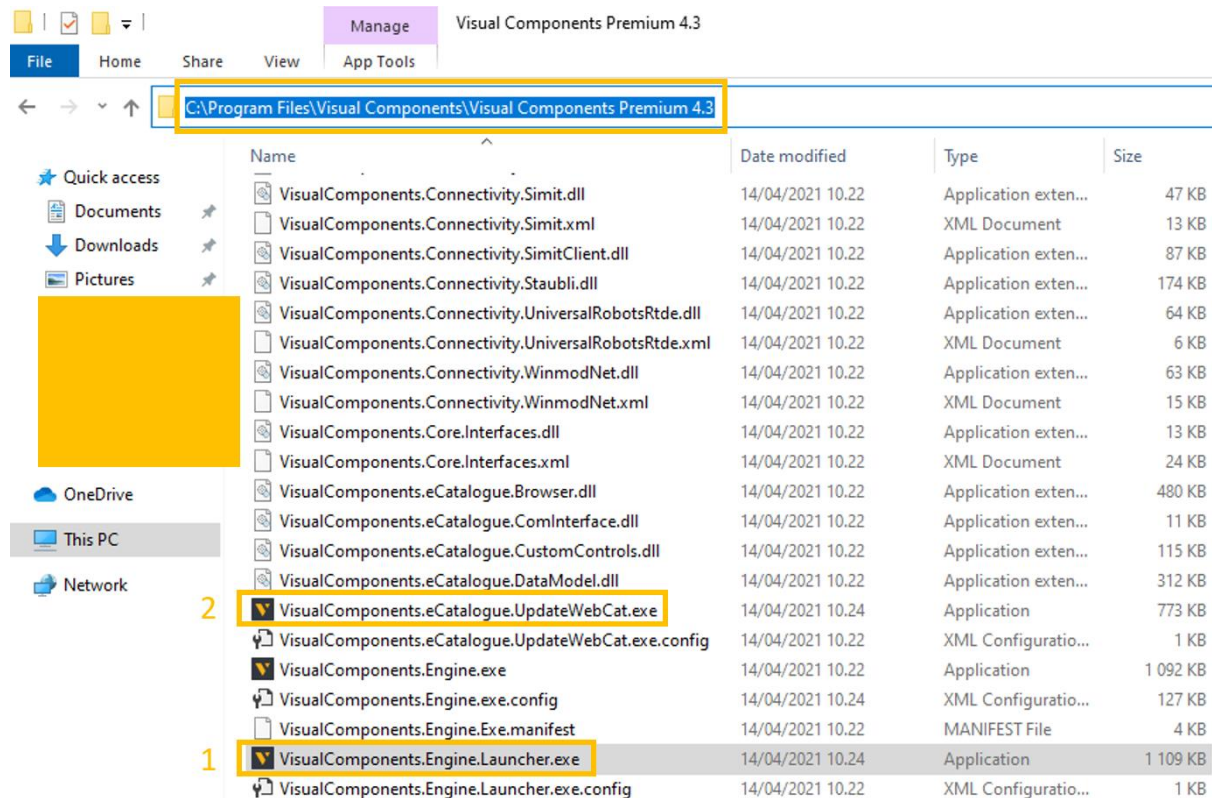 Manage Visual Components Premium 4.3
File Home Share View App Tools
C:\Program Files\Visual Components\Visual Components Premium 4.3
Name Date modified Type Size
Quick access
Documents
Downloads
Pictures
OneDrive
This PC
Network
VisualComponents.Connectivity.Simit.dll 14/04/2021 10.22 Application exten... 47 KB
VisualComponents.Connectivity.Simit.xml 14/04/2021 10.22 XML Document 13 KB
VisualComponents.Connectivity.SimitClient.dll 14/04/2021 10.22 Application exten... 87 KB
VisualComponents.Connectivity.Staubli.dll 14/04/2021 10.22 Application exten... 174 KB
VisualComponents.Connectivity.UniversalRobotsRtde.dll 14/04/2021 10.22 Application exten... 64 KB
VisualComponents.Connectivity.UniversalRobotsRtde.xml 14/04/2021 10.22 XML Document 6 KB
VisualComponents.Connectivity.WinmodNet.dll 14/04/2021 10.22 Application exten... 63 KB
VisualComponents.Connectivity.WinmodNet.xml 14/04/2021 10.22 XML Document 15 KB
VisualComponents.Core.Interfaces.dll 14/04/2021 10.22 Application exten... 13 KB
VisualComponents.Core.Interfaces.xml 14/04/2021 10.22 XML Document 24 KB
VisualComponents.eCatalogue.Browser.dll 14/04/2021 10.22 Application exten... 480 KB
VisualComponents.eCatalogue.ComInterface.dll 14/04/2021 10.22 Application exten... 11 KB
VisualComponents.eCatalogue.CustomControls.dll 14/04/2021 10.22 Application exten... 115 KB
VisualComponents.eCatalogue.DataModel.dll 14/04/2021 10.22 Application exten... 312 KB
2 VisualComponents.eCatalogue.UpdateWebCat.exe 14/04/2021 10.24 Application 773 KB
VisualComponents.eCatalogue.UpdateWebCat.exe.config 14/04/2021 10.22 XML Configuratio... 1 KB
VisualComponents.Engine.exe 14/04/2021 10.24 Application 1 092 KB
VisualComponents.Engine.exe.config 14/04/2021 10.24 XML Configuratio... 127 KB
VisualComponents.Engine.Exe.manifest 14/04/2021 10.22 MANIFEST File 4 KB
1 VisualComponents.Engine.Launcher.exe 14/04/2021 10.24 Application 1 109 KB
VisualComponents.Engine.Launcher.exe.config 14/04/2021 10.22 XML Configuratio... 1 KB